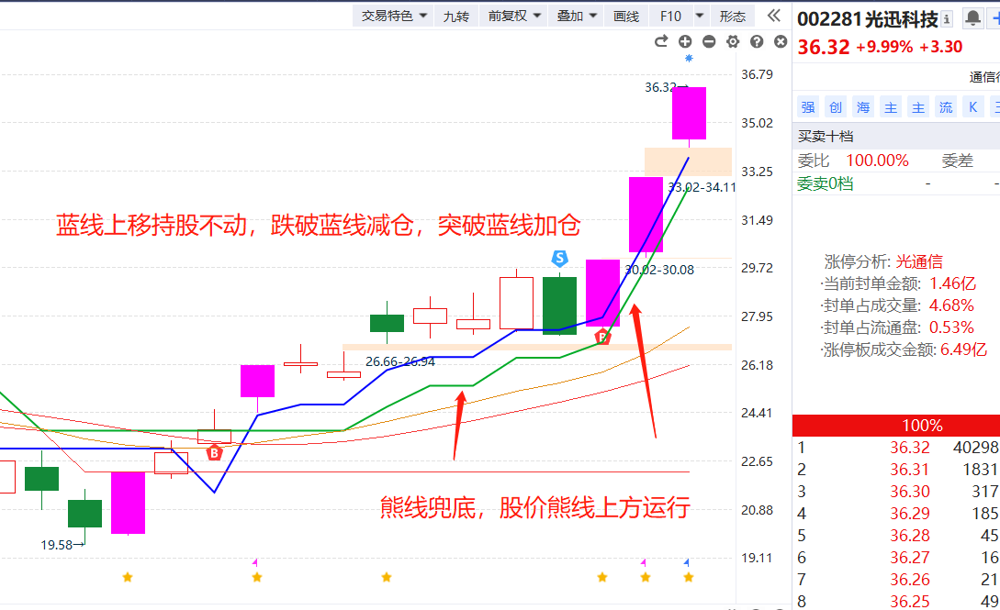 交易特色 九转 前复权 叠加 画线 F10 形态
002281 光迅科技
36.32 +9.99% +3.30
通信行
强 创 海 主 主 流 K
买卖十档
委比 100.00% 委差
委卖0档 - -
涨停分析: 光通信
·当前封单金额: 1.46亿
·封单占成交量: 4.68%
·封单占流通盘: 0.53%
·涨停板成交金额: 6.49亿
100%
1 36.32 40298
2 36.31 1831
3 36.30 317
4 36.29 185
5 36.28 45
6 36.27 16
7 36.26 21
8 36.25 49
36.79
35.02
33.25
31.49
29.72
27.95
26.18
24.41
22.65
20.88
19.11
36.32→
33.02-34.11
蓝线上移持股不动，跌破蓝线减仓，突破蓝线加仓
S
30.02-30.08
P
26.66-26.94
B
熊线兜底，股价熊线上方运行
19.58→